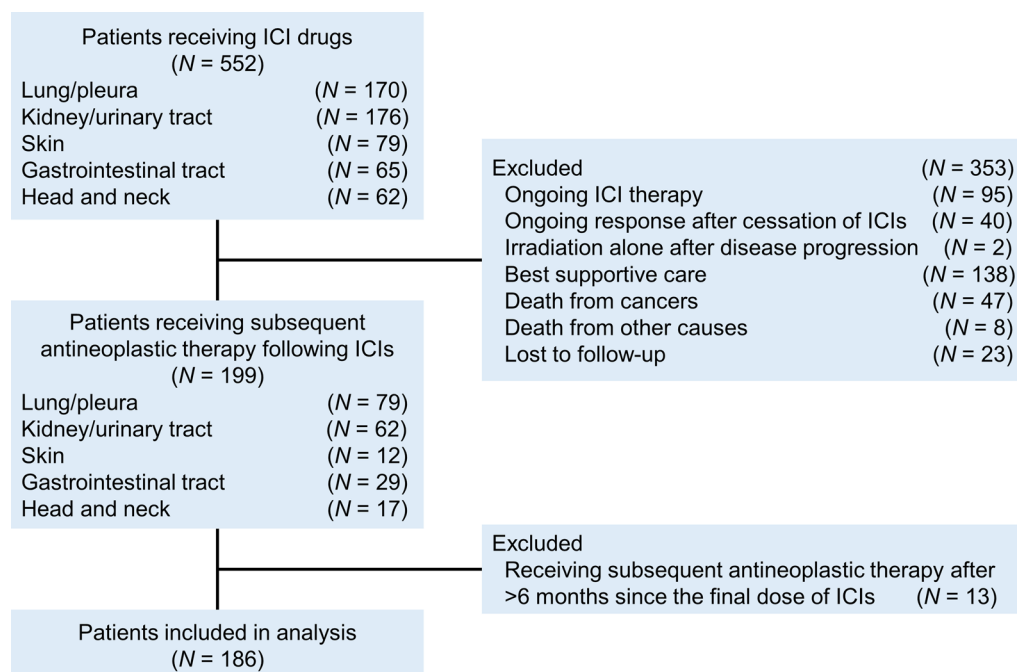 Patients receiving ICI drugs
(N = 552)
Lung/pleura (N = 170)
Kidney/urinary tract (N = 176)
Skin (N = 79)
Gastrointestinal tract (N = 65)
Head and neck (N = 62)
Excluded (N = 353)
Ongoing ICI therapy (N = 95)
Ongoing response after cessation of ICIs (N = 40)
Irradiation alone after disease progression (N = 2)
Best supportive care (N = 138)
Death from cancers (N = 47)
Death from other causes (N = 8)
Lost to follow-up (N = 23)
Patients receiving subsequent
antineoplastic therapy following ICIs
(N = 199)
Lung/pleura (N = 79)
Kidney/urinary tract (N = 62)
Skin (N = 12)
Gastrointestinal tract (N = 29)
Head and neck (N = 17)
Excluded
Receiving subsequent antineoplastic therapy after
>6 months since the final dose of ICIs (N = 13)
Patients included in analysis
(N = 186)